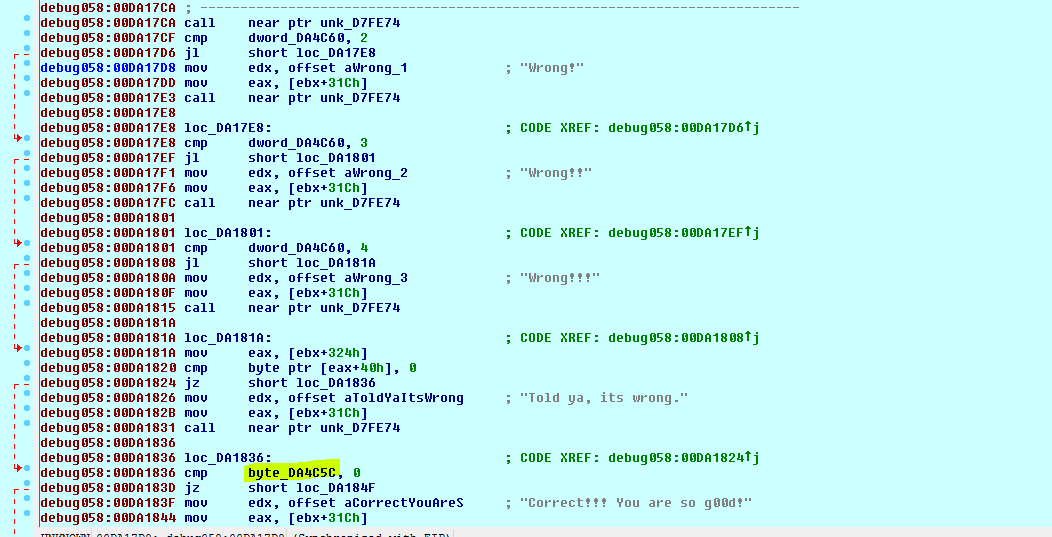 debug058:00DA17CA ; ---------------------------------------------------------------------------
debug058:00DA17CA call near ptr unk_D7FE74
debug058:00DA17CF cmp dword_DA4C60, 2
debug058:00DA17D6 jl short loc_DA17E8
debug058:00DA17D8 mov edx, offset aWrong_1 ; "Wrong!"
debug058:00DA17DD mov eax, [ebx+31Ch]
debug058:00DA17E3 call near ptr unk_D7FE74
debug058:00DA17E8
debug058:00DA17E8 loc_DA17E8: ; CODE XREF: debug058:00DA17D6↑j
debug058:00DA17E8 cmp dword_DA4C60, 3
debug058:00DA17EF jl short loc_DA1801
debug058:00DA17F1 mov edx, offset aWrong_2 ; "Wrong!!"
debug058:00DA17F6 mov eax, [ebx+31Ch]
debug058:00DA17FC call near ptr unk_D7FE74
debug058:00DA1801
debug058:00DA1801 loc_DA1801: ; CODE XREF: debug058:00DA17EF↑j
debug058:00DA1801 cmp dword_DA4C60, 4
debug058:00DA1808 jl short loc_DA181A
debug058:00DA180A mov edx, offset aWrong_3 ; "Wrong!!!"
debug058:00DA180F mov eax, [ebx+31Ch]
debug058:00DA1815 call near ptr unk_D7FE74
debug058:00DA181A
debug058:00DA181A loc_DA181A: ; CODE XREF: debug058:00DA1808↑j
debug058:00DA181A mov eax, [ebx+324h]
debug058:00DA1820 cmp byte ptr [eax+40h], 0
debug058:00DA1824 jz short loc_DA1836
debug058:00DA1826 mov edx, offset aToldYaItsWrong ; "Told ya, its wrong."
debug058:00DA182B mov eax, [ebx+31Ch]
debug058:00DA1831 call near ptr unk_D7FE74
debug058:00DA1836
debug058:00DA1836 loc_DA1836: ; CODE XREF: debug058:00DA1824↑j
debug058:00DA1836 cmp byte_DA4C5C, 0
debug058:00DA183D jz short loc_DA184F
debug058:00DA183F mov edx, offset aCorrectYouAreS ; "Correct!!! You are so g00d!"
debug058:00DA1844 mov eax, [ebx+31Ch]